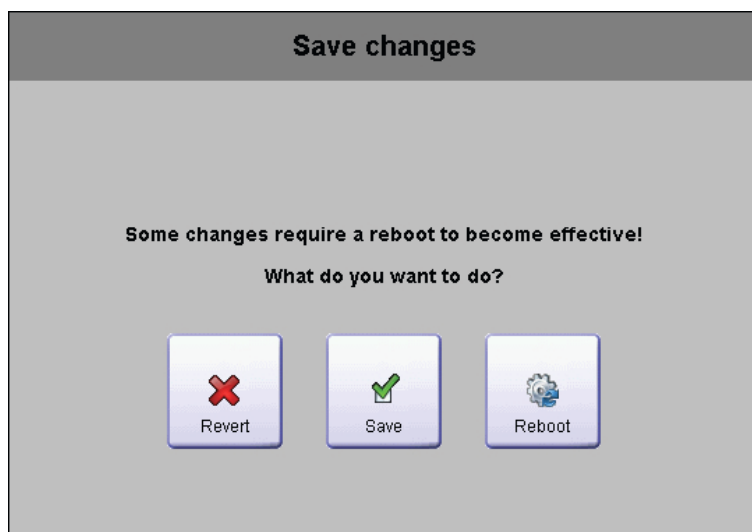 Save changes
Some changes require a reboot to become effective!
What do you want to do?
Revert
Save
Reboot